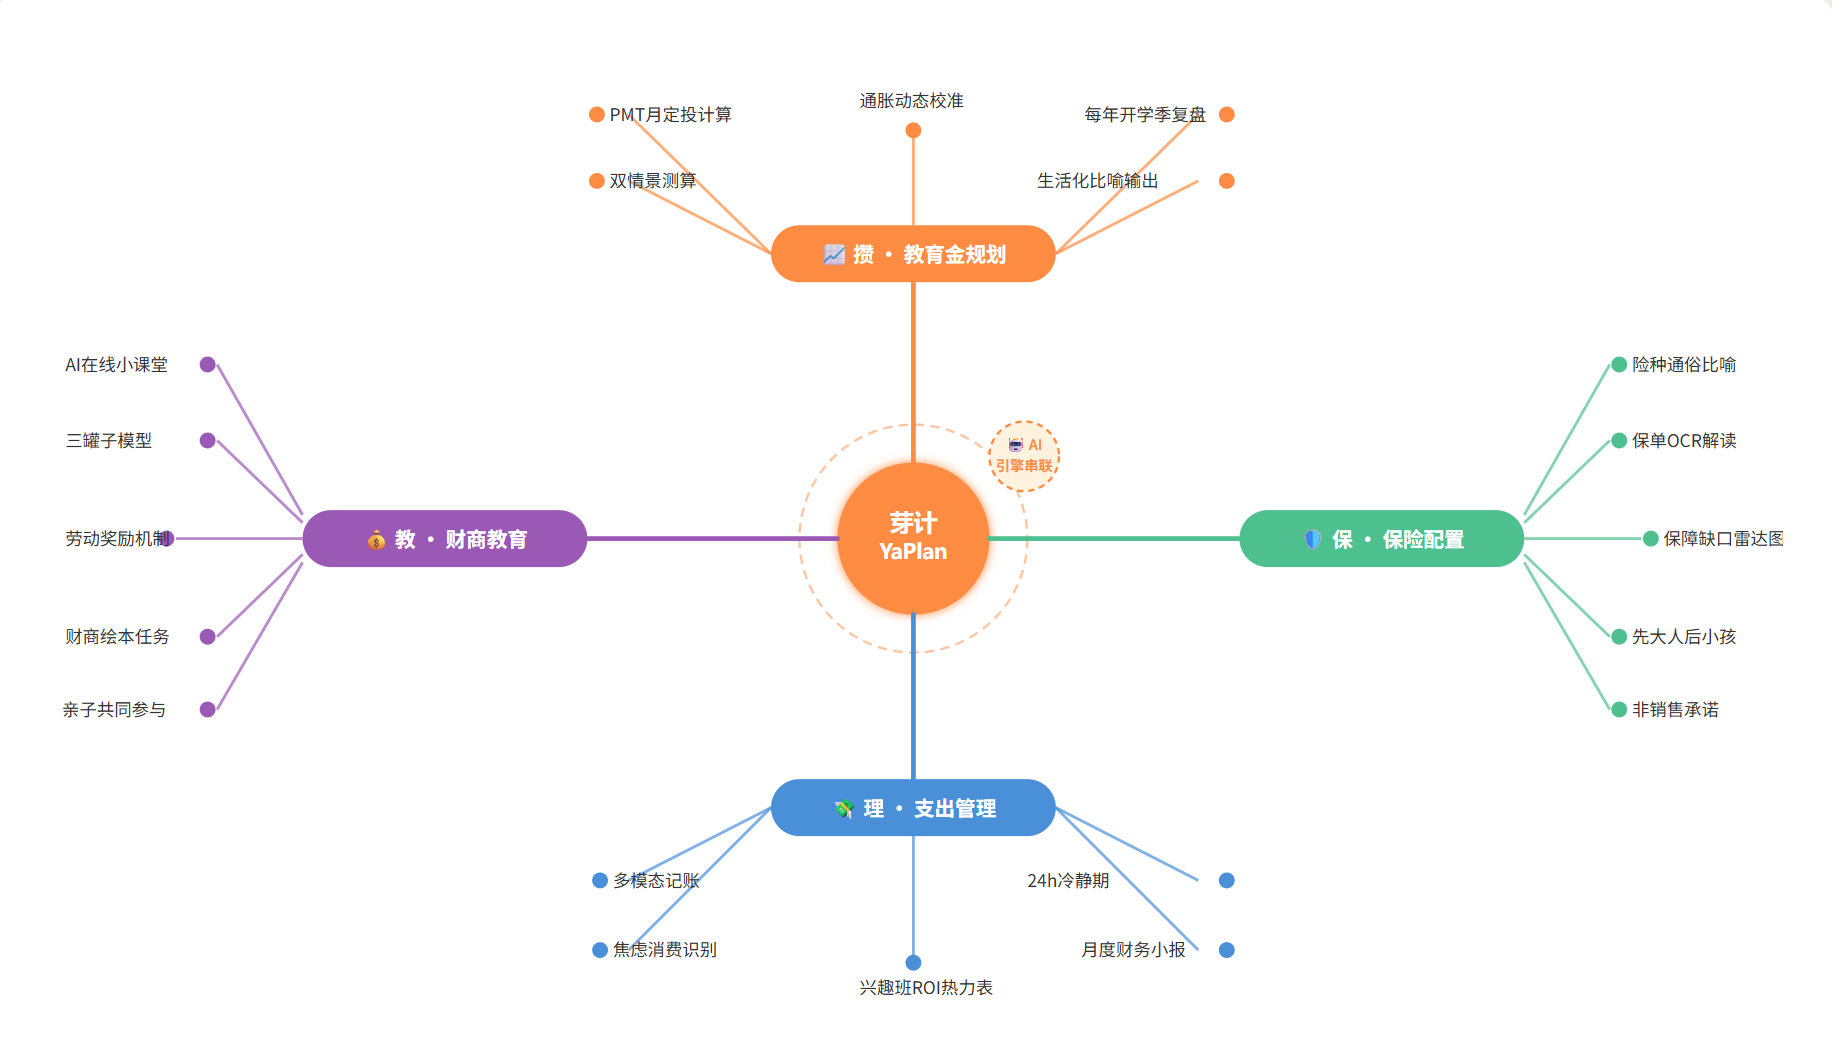 通胀动态校准
PMT月定投计算
每年开学季复盘
双情景测算
生活化比喻输出
攒 · 教育金规划
AI在线小课堂
险种通俗比喻
三罐子模型
保单OCR解读
AI
引擎串联
芽计
YaPlan
劳动奖励机制
教 · 财商教育
保 · 保险配置
保障缺口雷达图
财商绘本任务
先大人后小孩
亲子共同参与
非销售承诺
理 · 支出管理
多模态记账
24h冷静期
焦虑消费识别
月度财务小报
兴趣班ROI热力表